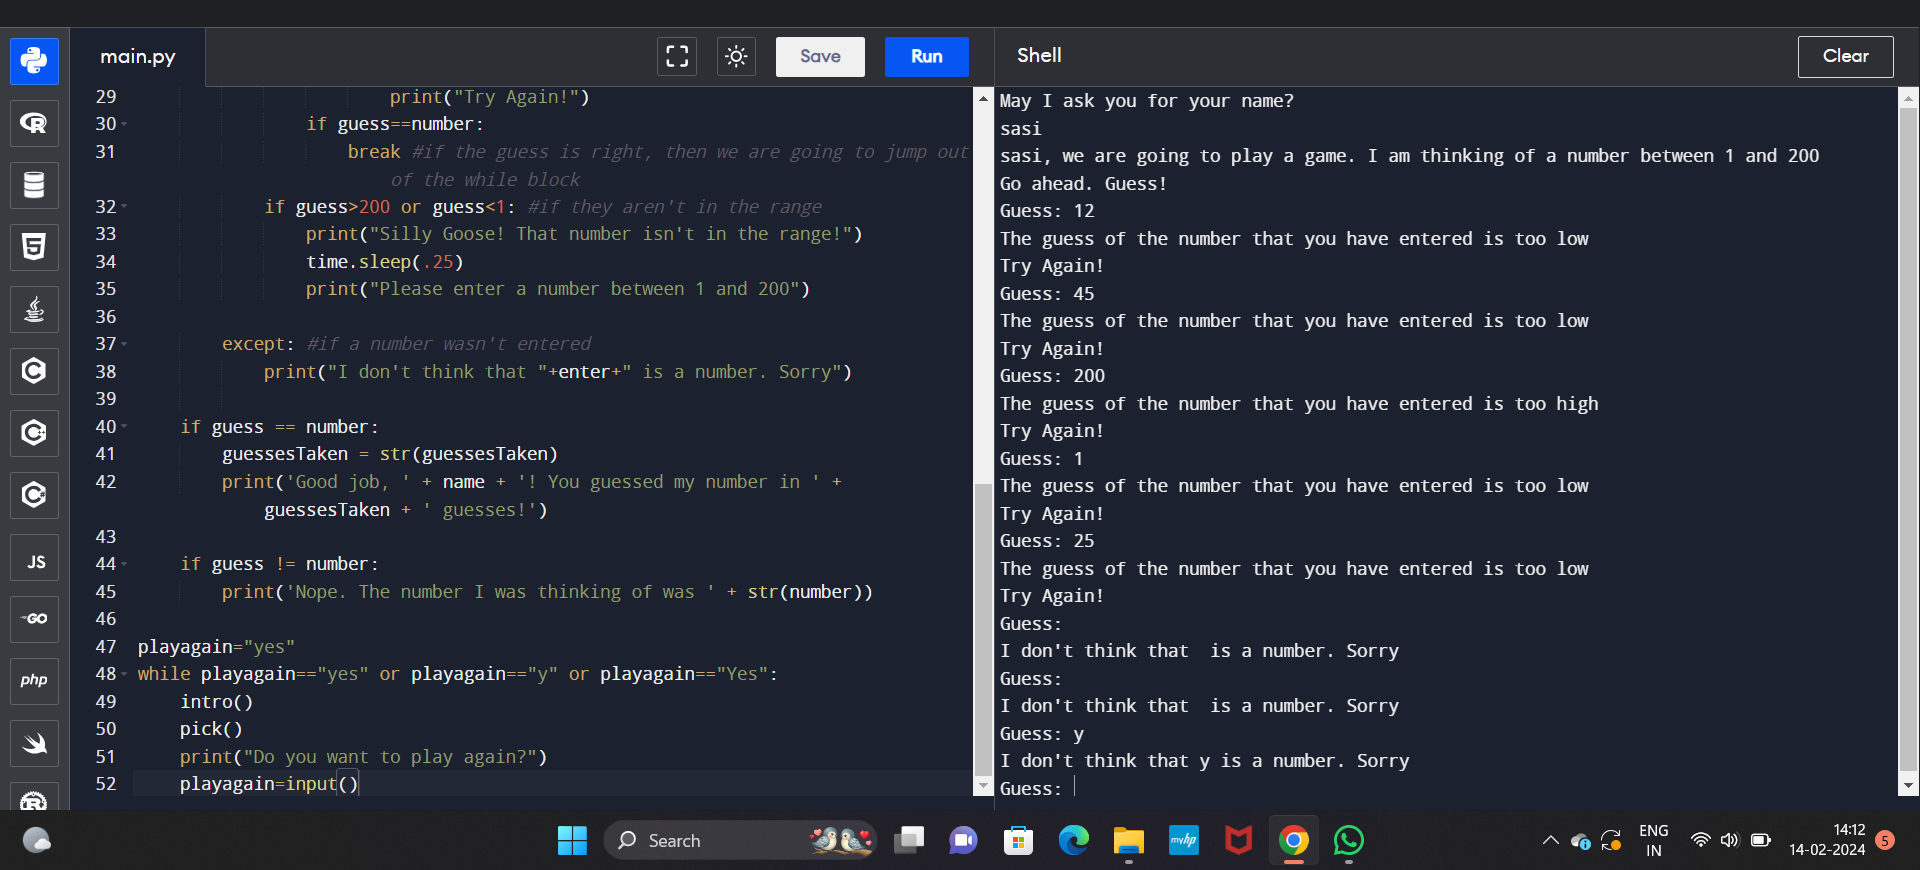 main.py
Save
Run
Shell
Clear
29 print("Try Again!")
30 if guess==number:
31 break #if the guess is right, then we are going to jump out
of the while block
32 if guess>200 or guess<1: #if they aren't in the range
33 print("Silly Goose! That number isn't in the range!")
34 time.sleep(.25)
35 print("Please enter a number between 1 and 200")
36
37 except: #if a number wasn't entered
38 print("I don't think that "+enter+" is a number. Sorry")
39
40 if guess == number:
41 guessesTaken = str(guessesTaken)
42 print('Good job, ' + name + '! You guessed my number in ' +
guessesTaken + ' guesses!')
43
44 if guess != number:
45 print('Nope. The number I was thinking of was ' + str(number))
46
47 playagain="yes"
48 while playagain=="yes" or playagain=="y" or playagain=="Yes":
49 intro()
50 pick()
51 print("Do you want to play again?")
52 playagain=input()
May I ask you for your name?
sasi
sasi, we are going to play a game. I am thinking of a number between 1 and 200
Go ahead. Guess!
Guess: 12
The guess of the number that you have entered is too low
Try Again!
Guess: 45
The guess of the number that you have entered is too low
Try Again!
Guess: 200
The guess of the number that you have entered is too high
Try Again!
Guess: 1
The guess of the number that you have entered is too low
Try Again!
Guess: 25
The guess of the number that you have entered is too low
Try Again!
Guess:
I don't think that  is a number. Sorry
Guess:
I don't think that  is a number. Sorry
Guess: y
I don't think that y is a number. Sorry
Guess:
R
5
C
C
C
JS
GO
php
R
Search
myhp
ENG
IN
14:12
14-02-2024
5